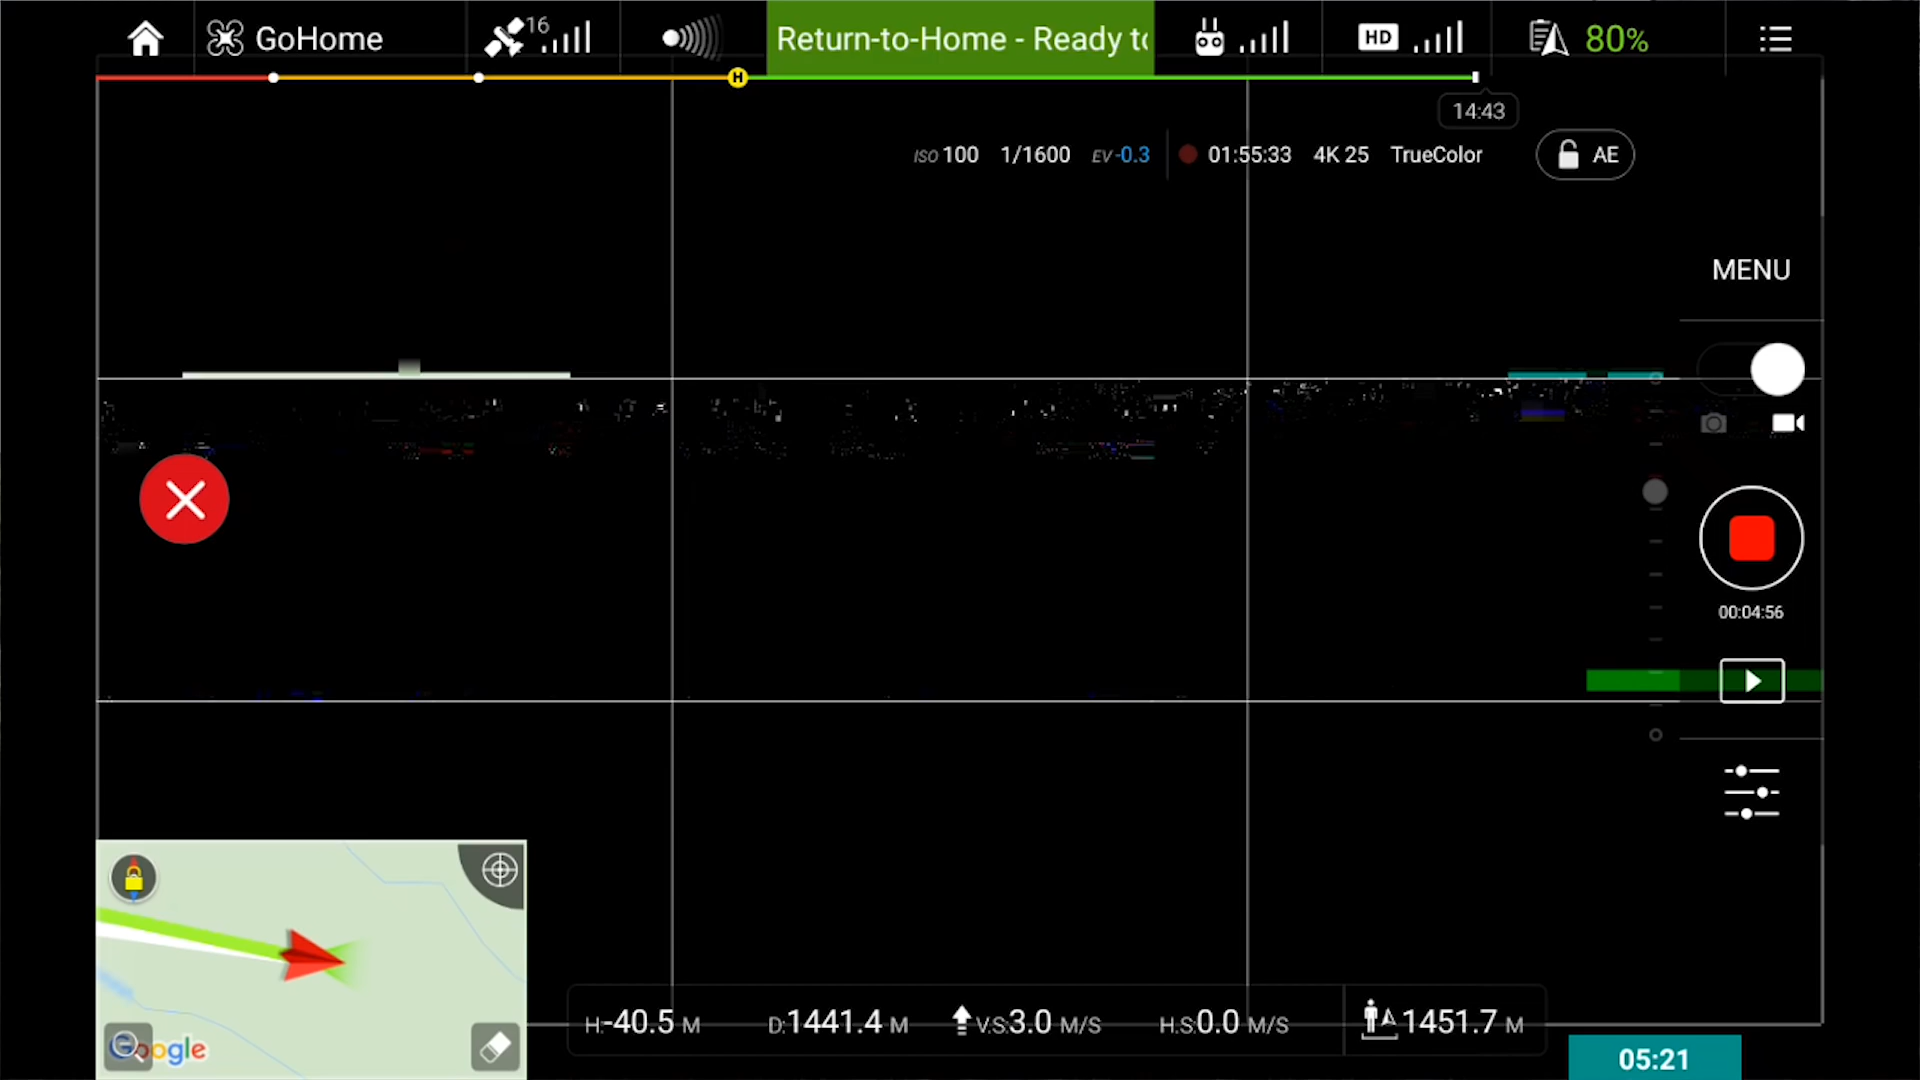 GoHome
16
Return-to-Home - Ready to
HD
80%
H
14:43
ISO 100 1/1600 EV -0.3 01:55:33 4K 25 TrueColor AE
MENU
00:04:56
H:-40.5 M D:1441.4 M V.S:3.0 M/S H.S:0.0 M/S 1451.7 M
Google
05:21